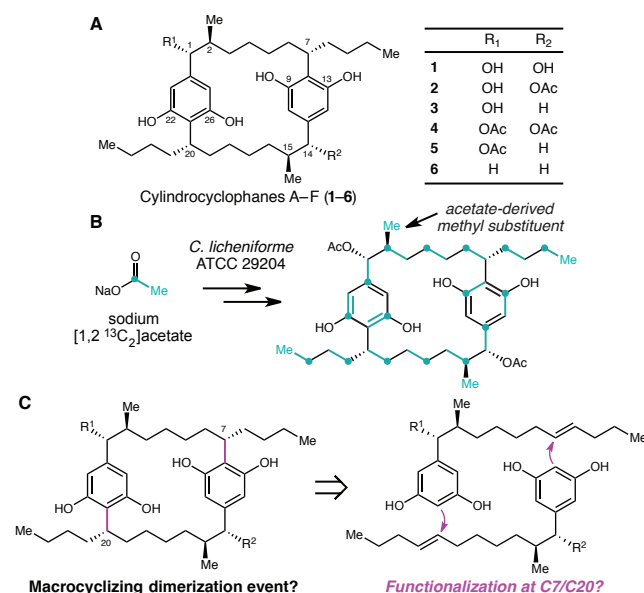 A
R1
Me
1
2
7
Me
HO
9
13
OH
HO
22
26
OH
Me
20
15
14
R2
Me
Cylindrocyclophanes A–F (1–6)
R1 R2
1 OH OH
2 OH OAc
3 OH H
4 OAc OAc
5 OAc H
6 H H
B
acetate-derived
methyl substituent
O
NaO
Me
sodium
[1,2 13C2]acetate
C. licheniforme
ATCC 29204
Me
AcO
Me
HO
OH
HO
OH
Me
OAc
Me
C
R1
Me
7
Me
HO
OH
HO
OH
Me
20
R2
Me
Macrocyclizing dimerization event?
R1
Me
Me
HO
OH
HO
OH
Me
R2
Me
Functionalization at C7/C20?